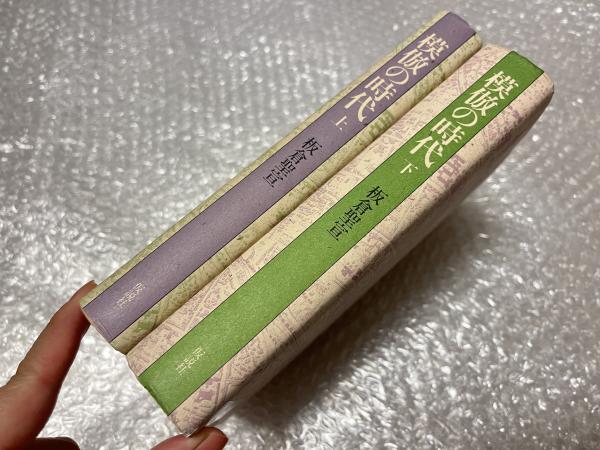 模倣の時代 上
板倉聖宣
仮説社
模倣の時代 下
板倉聖宣
仮説社